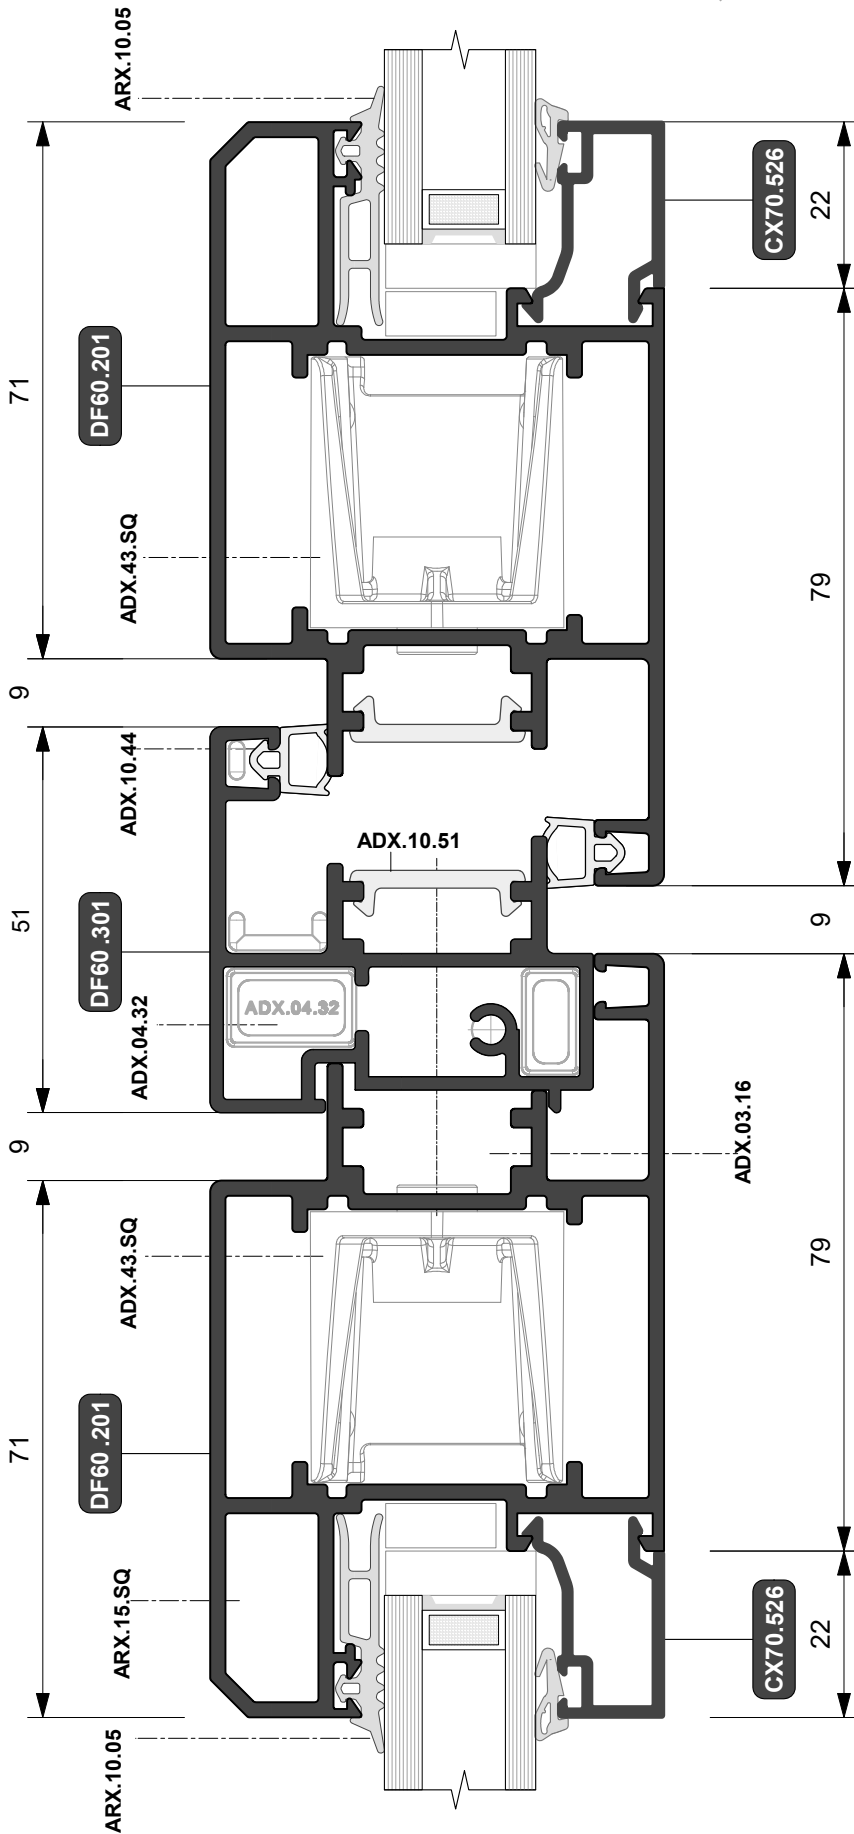 ARX.10.05
CX70.526
22
71
DF60.201
ADX.43.SQ
79
9
ADX.10.44
ADX.10.51
51
DF60 .301
9
ADX.04.32
ADX.04.32
9
ADX.03.16
ADX.43.SQ
79
71
DF60 .201
ARX.15.SQ
CX70.526
22
ARX.10.05